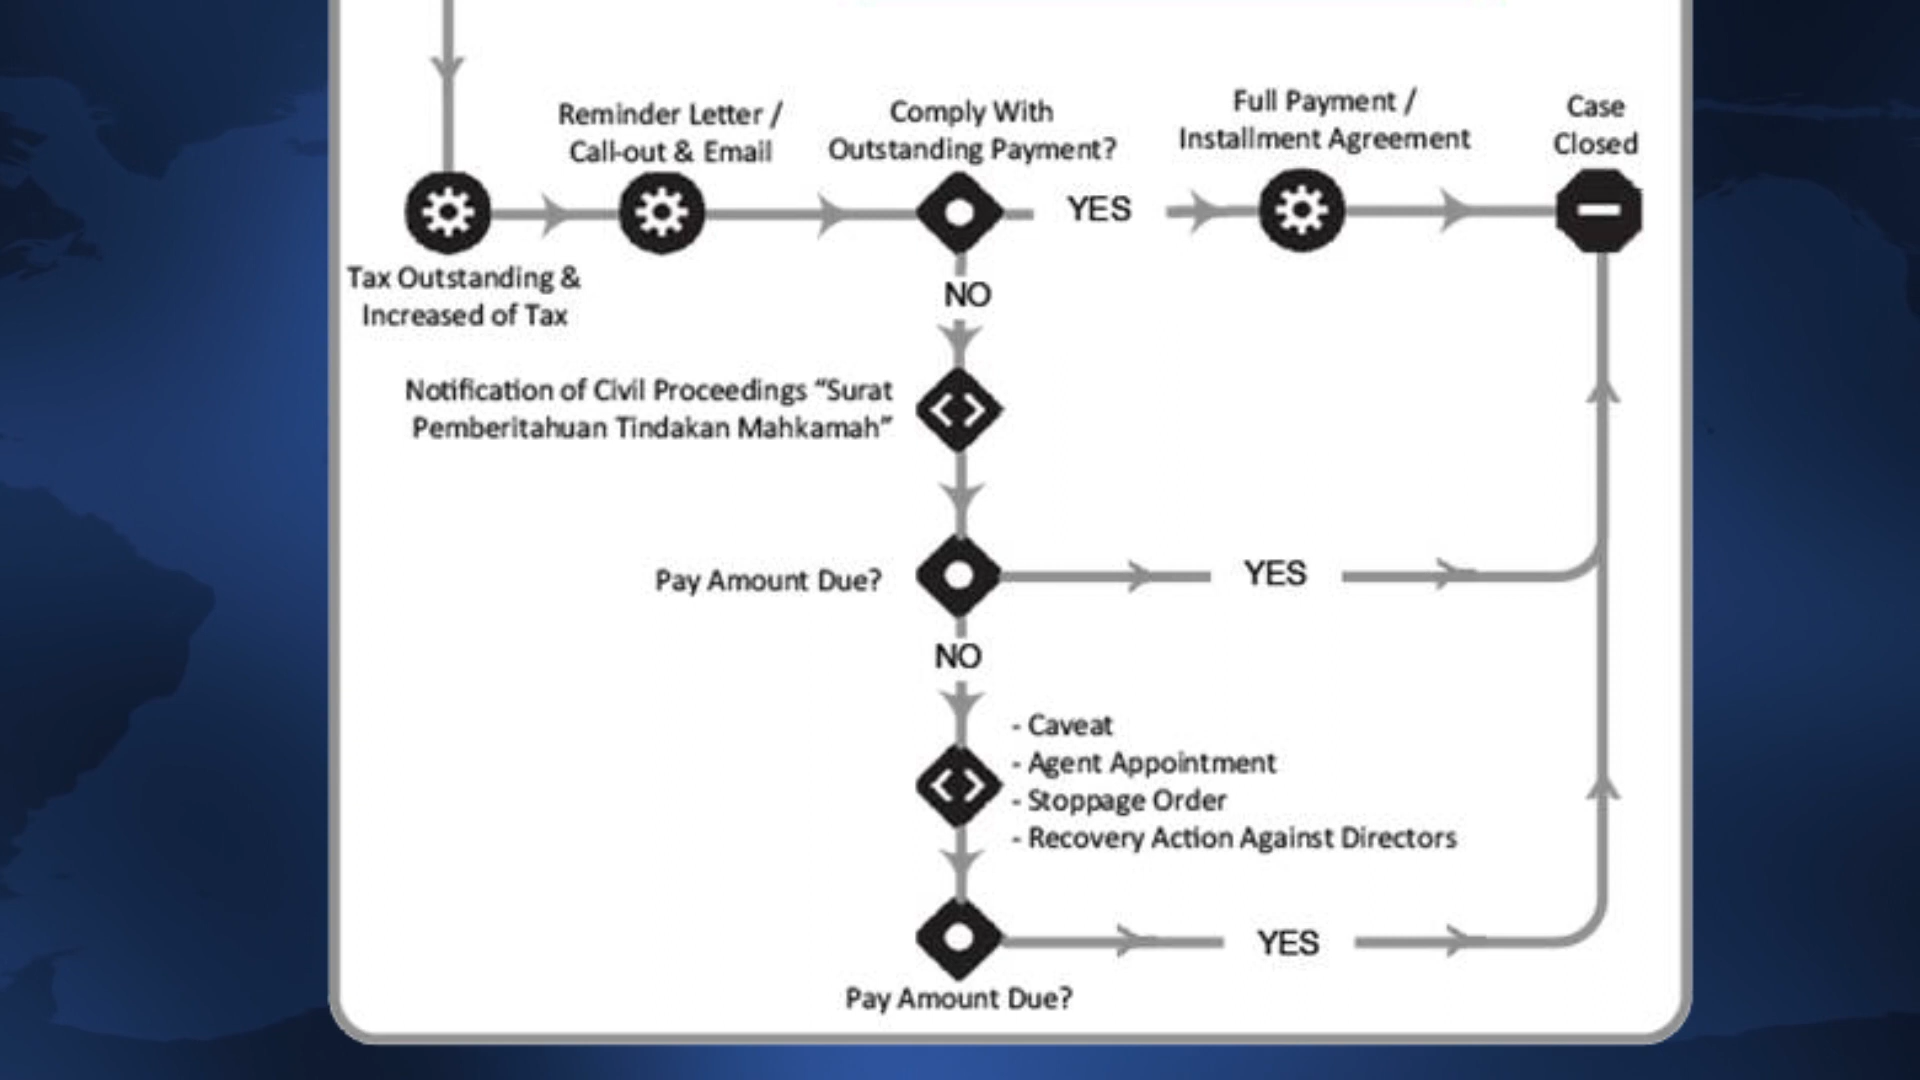 Reminder Letter /
Call-out & Email
Comply With
Outstanding Payment?
Full Payment /
Installment Agreement
Case
Closed
YES
Tax Outstanding &
Increased of Tax
NO
Notification of Civil Proceedings “Surat
Pemberitahuan Tindakan Mahkamah”
Pay Amount Due?
YES
NO
- Caveat
- Agent Appointment
- Stoppage Order
- Recovery Action Against Directors
YES
Pay Amount Due?